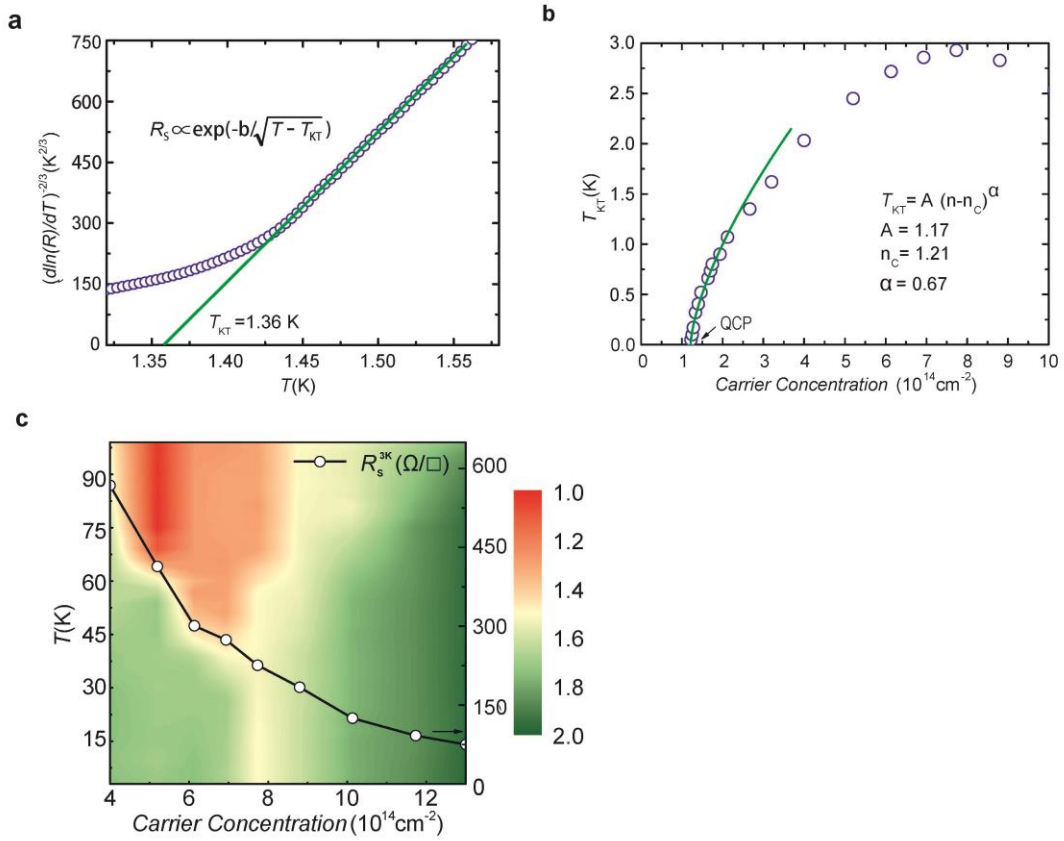 a
750
600
450
300
150
0
(dln(R)/dT)^-2/3(K^2/3)
R_S∝exp(-b/√T - T_KT)
T_KT=1.36 K
1.35 1.40 1.45 1.50 1.55
T(K)
b
3.0
2.5
2.0
1.5
1.0
0.5
0.0
T_KT(K)
T_KT= A (n-n_C)^α
A = 1.17
n_C= 1.21
α = 0.67
QCP
0 1 2 3 4 5 6 7 8 9 10
Carrier Concentration (10^14cm^-2)
c
90
75
60
45
30
15
T(K)
R_S^3K (Ω/□)
600
450
300
150
0
1.0
1.2
1.4
1.6
1.8
2.0
4 6 8 10 12
Carrier Concentration (10^14cm^-2)